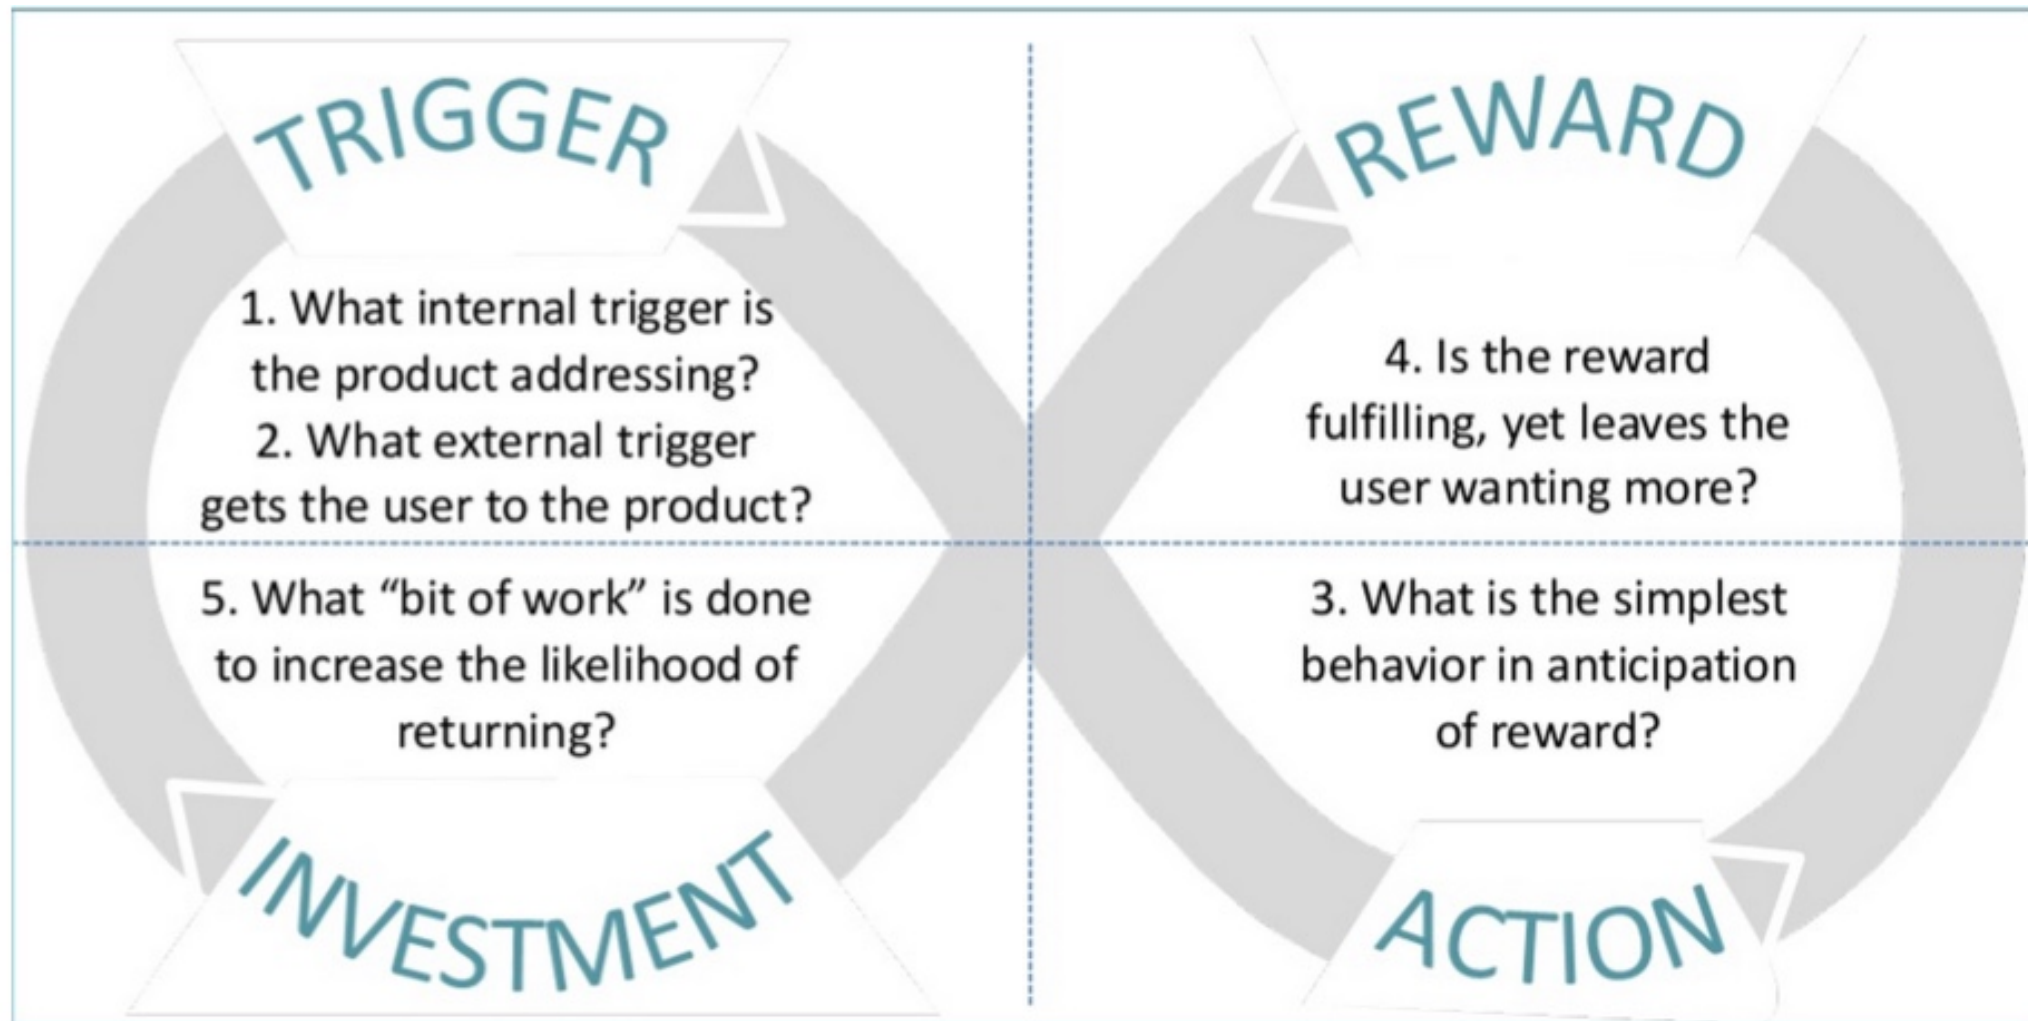 TRIGGER
1. What internal trigger is
the product addressing?
2. What external trigger
gets the user to the product?
REWARD
4. Is the reward
fulfilling, yet leaves the
user wanting more?
5. What “bit of work” is done
to increase the likelihood of
returning?
INVESTMENT
3. What is the simplest
behavior in anticipation
of reward?
ACTION